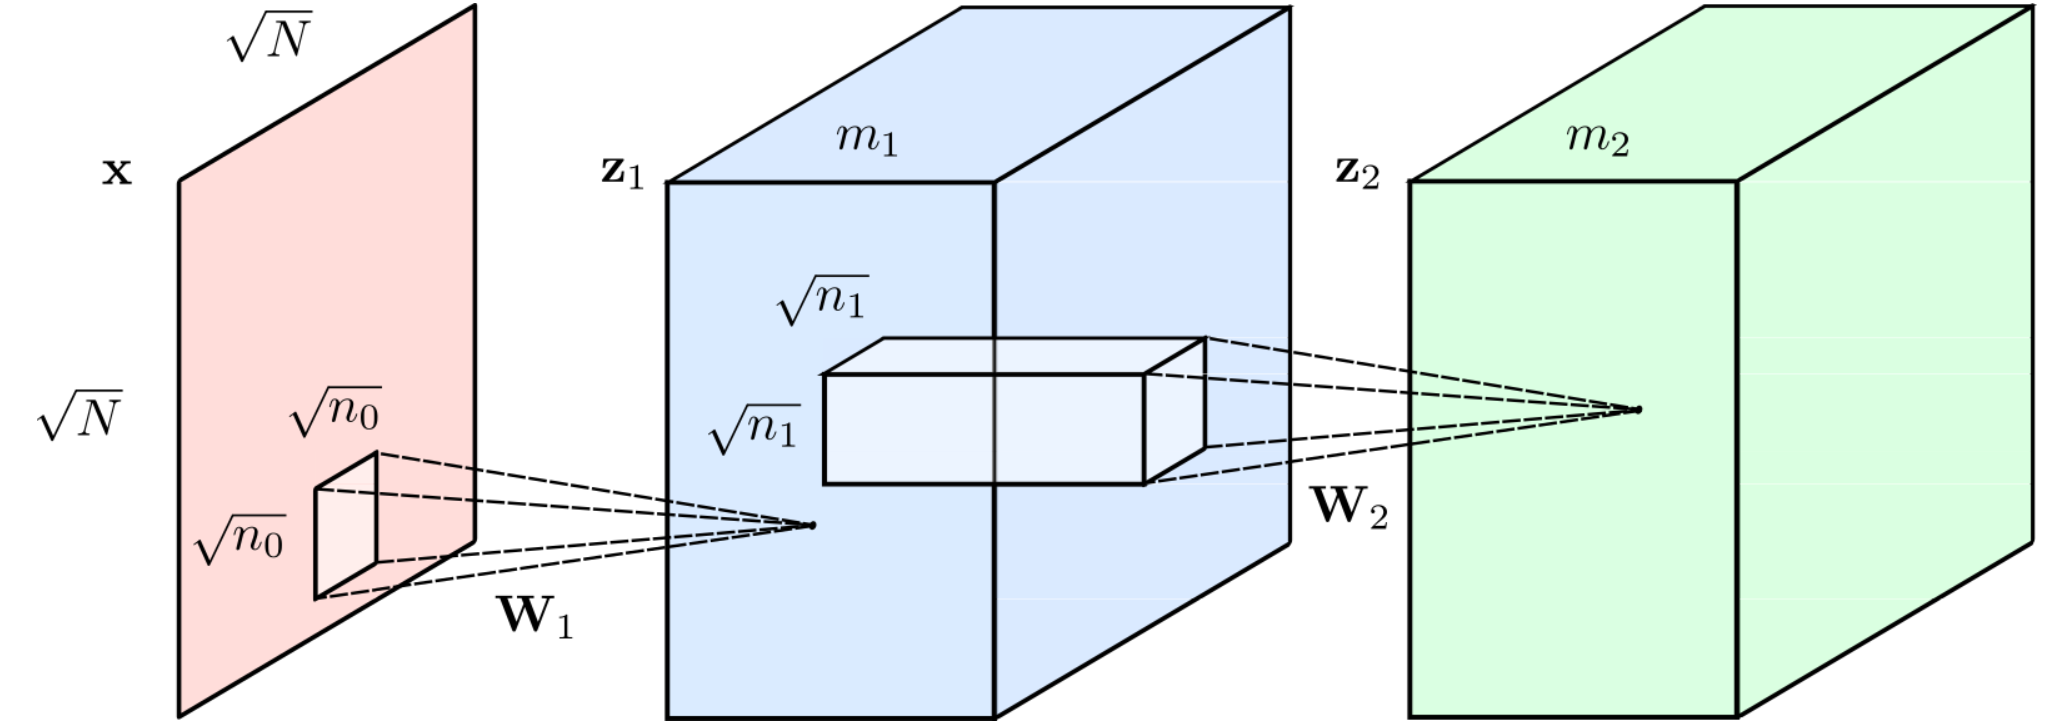 √N
x
√N
√n₀
√n₀
W₁
z₁
m₁
√n₁
√n₁
W₂
z₂
m₂